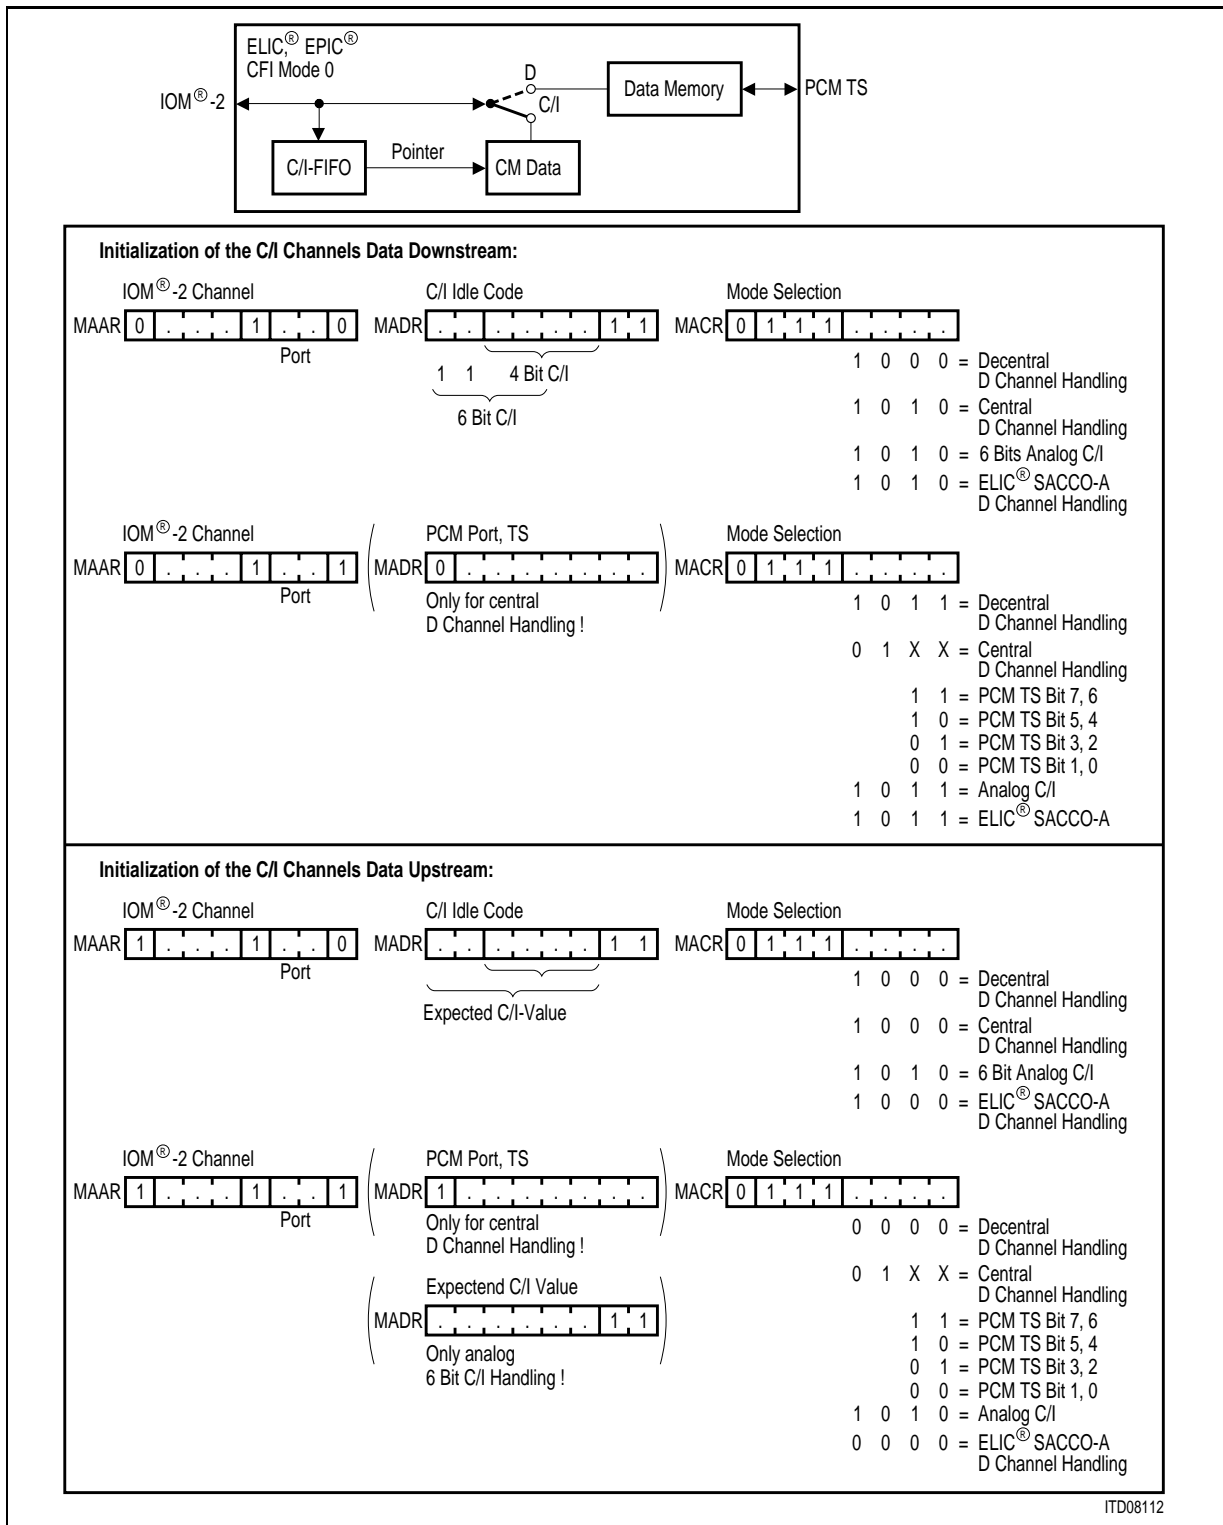 ELIC,® EPIC®
CFI Mode 0
IOM®-2
D
C/I
Data Memory
PCM TS
C/I-FIFO
Pointer
CM Data
Initialization of the C/I Channels Data Downstream:
IOM®-2 Channel C/I Idle Code Mode Selection
MAAR 0 . . . 1 . . 0 MADR . . . . . . 1 1 MACR 0 1 1 1 . . . .
Port
1 1 4 Bit C/I
6 Bit C/I
1 0 0 0 = Decentral
D Channel Handling
1 0 1 0 = Central
D Channel Handling
1 0 1 0 = 6 Bits Analog C/I
1 0 1 0 = ELIC® SACCO-A
D Channel Handling
IOM®-2 Channel PCM Port, TS Mode Selection
MAAR 0 . . . 1 . . 1 MADR 0 . . . . . . . MACR 0 1 1 1 . . . .
Port
Only for central
D Channel Handling !
1 0 1 1 = Decentral
D Channel Handling
0 1 X X = Central
D Channel Handling
1 1 = PCM TS Bit 7, 6
1 0 = PCM TS Bit 5, 4
0 1 = PCM TS Bit 3, 2
0 0 = PCM TS Bit 1, 0
1 0 1 1 = Analog C/I
1 0 1 1 = ELIC® SACCO-A
Initialization of the C/I Channels Data Upstream:
IOM®-2 Channel C/I Idle Code Mode Selection
MAAR 1 . . . 1 . . 0 MADR . . . . . . 1 1 MACR 0 1 1 1 . . . .
Port
Expected C/I-Value
1 0 0 0 = Decentral
D Channel Handling
1 0 0 0 = Central
D Channel Handling
1 0 1 0 = 6 Bit Analog C/I
1 0 0 0 = ELIC® SACCO-A
D Channel Handling
IOM®-2 Channel PCM Port, TS Mode Selection
MAAR 1 . . . 1 . . 1 MADR 1 . . . . . . . MACR 0 1 1 1 . . . .
Port
Only for central
D Channel Handling !
Expectend C/I Value
MADR . . . . . . 1 1
Only analog
6 Bit C/I Handling !
0 0 0 0 = Decentral
D Channel Handling
0 1 X X = Central
D Channel Handling
1 1 = PCM TS Bit 7, 6
1 0 = PCM TS Bit 5, 4
0 1 = PCM TS Bit 3, 2
0 0 = PCM TS Bit 1, 0
1 0 1 0 = Analog C/I
0 0 0 0 = ELIC® SACCO-A
D Channel Handling
ITD08112